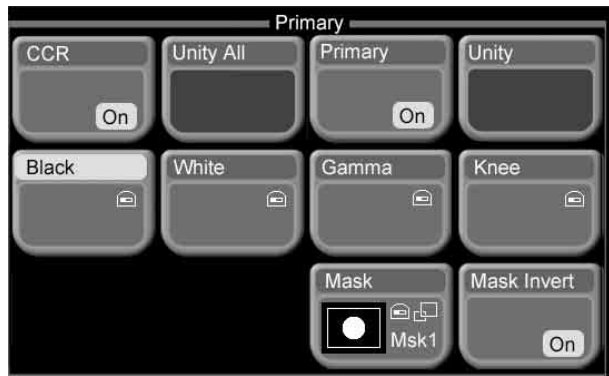 Primary
CCR
Unity All
Primary
Unity
On
On
Black
White
Gamma
Knee
Mask
Mask Invert
Msk1
On